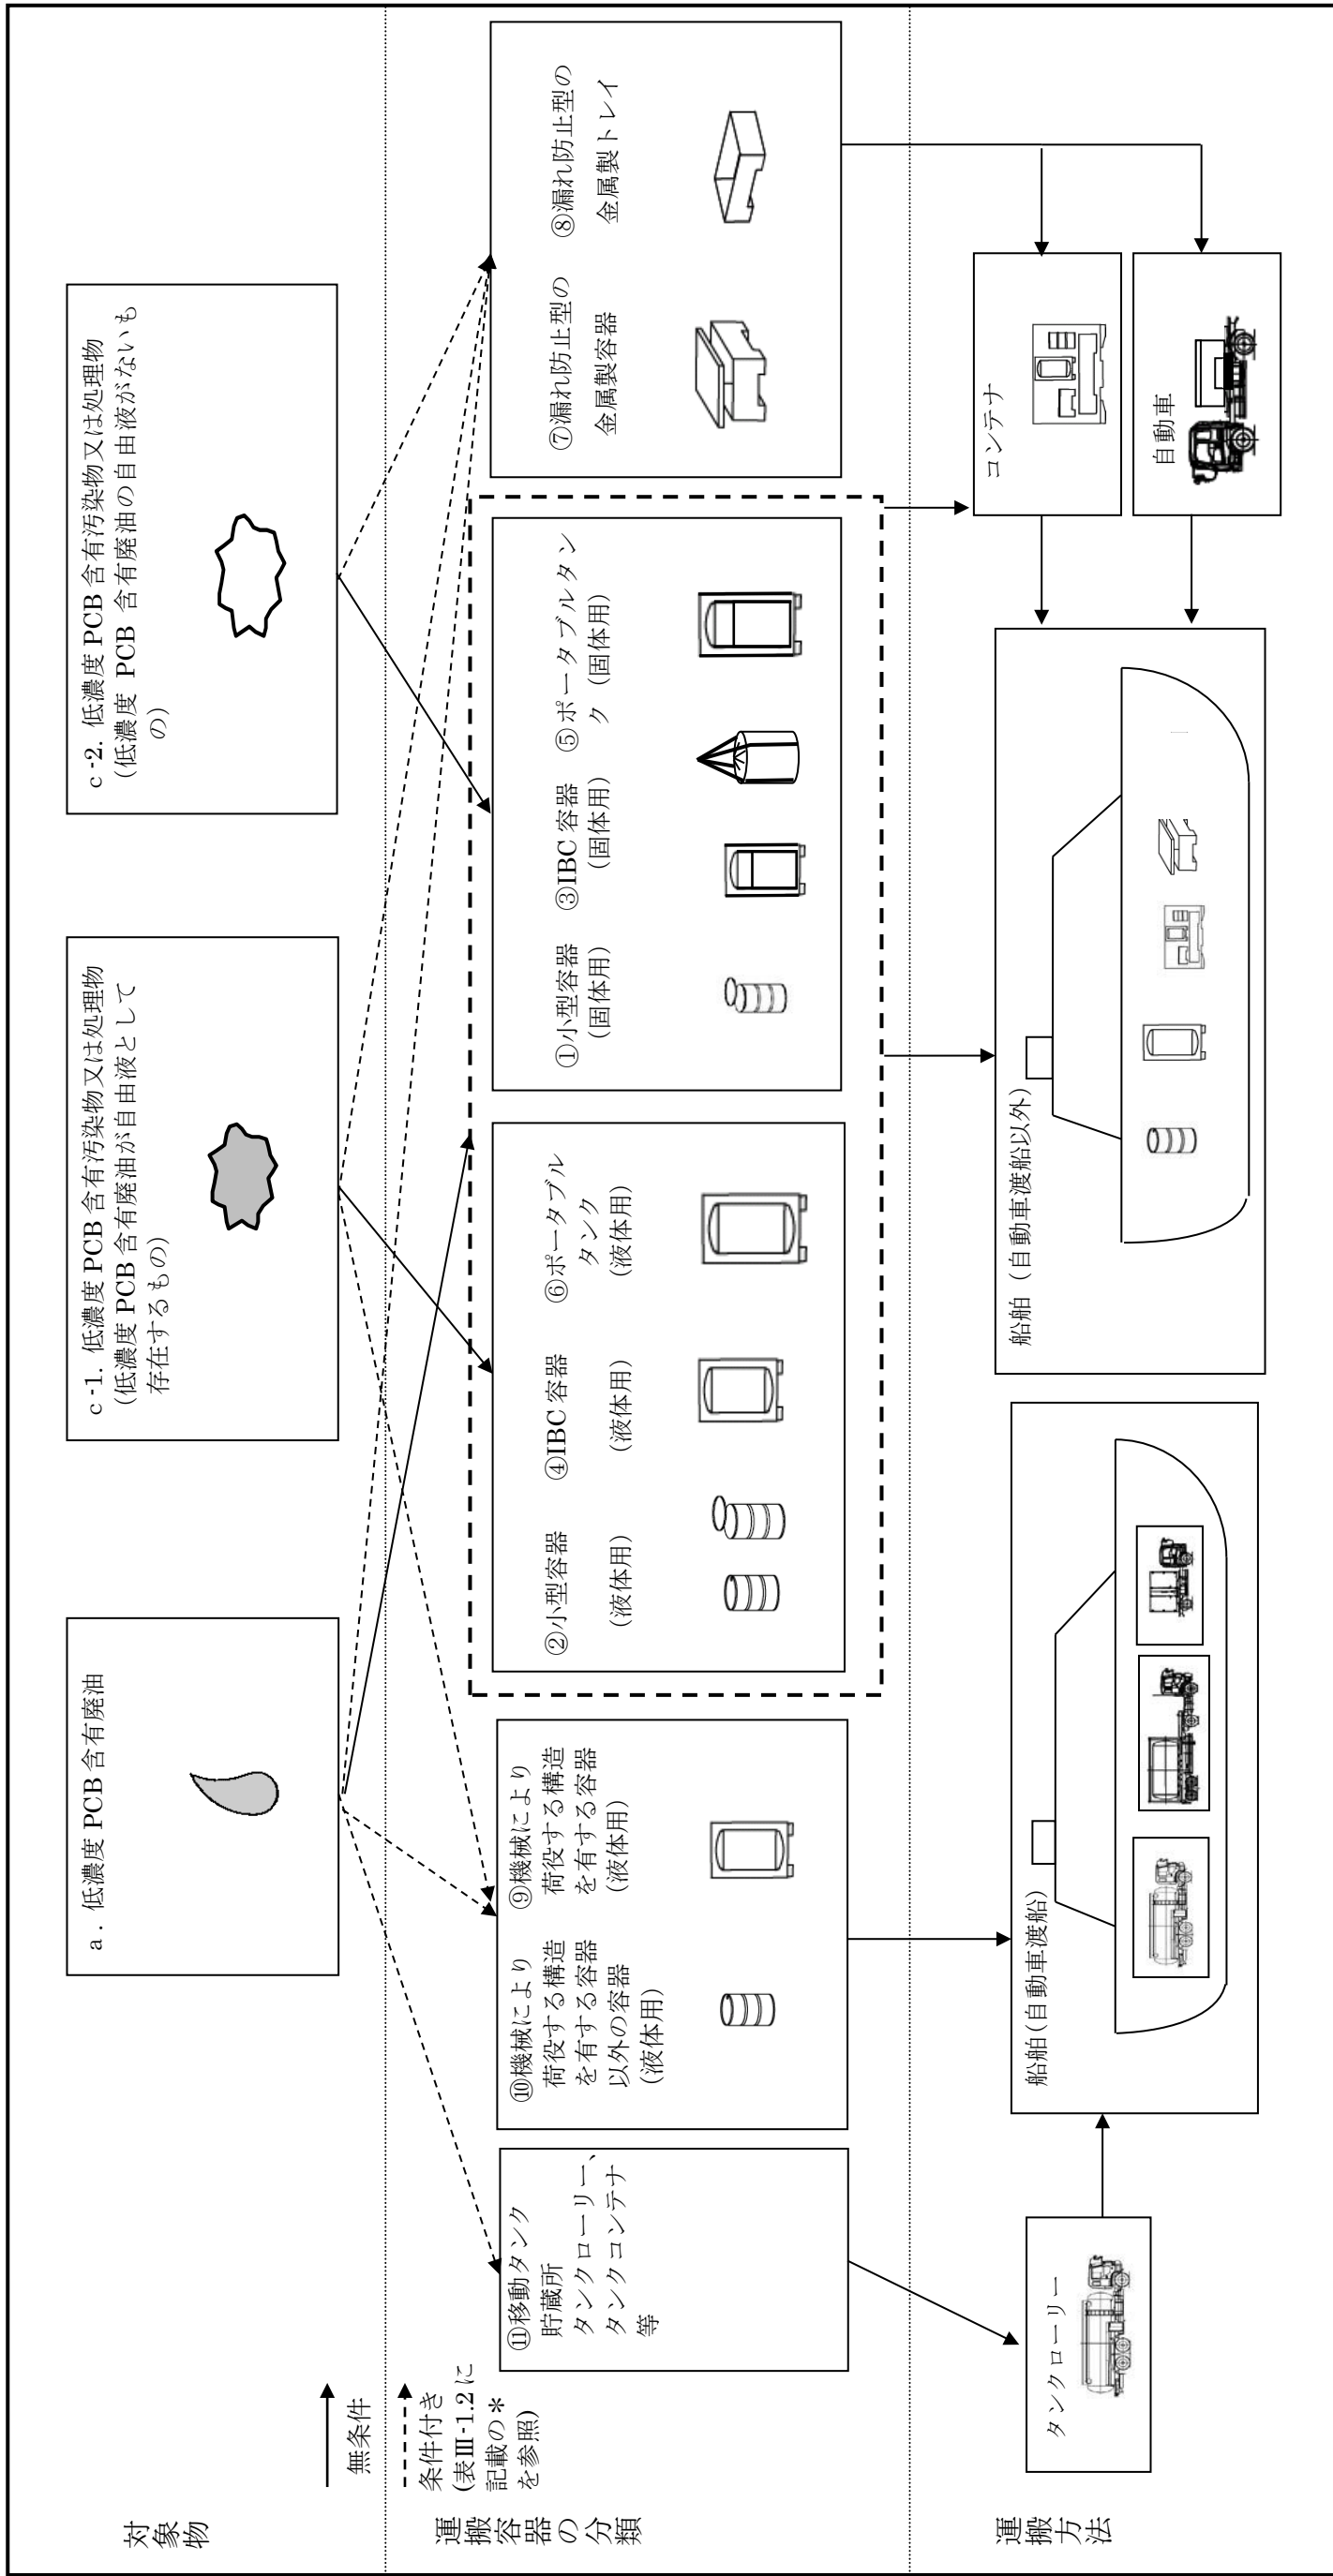 対象物
a．低濃度 PCB 含有廃油
c-1. 低濃度 PCB 含有汚染物又は処理物
(低濃度 PCB 含有廃油が自由液として
存在するもの)
c-2. 低濃度 PCB 含有汚染物又は処理物
(低濃度 PCB 含有廃油の自由液がないも
の)
無条件
条件付き
(表Ⅲ-1.2 に
記載の＊
を参照)
運搬容器の分類
⑪移動タンク
貯蔵所
タンクローリー、
タンクコンテナ
等
⑩機械により
荷役する構造
を有する容器
以外の容器
(液体用)
⑨機械により
荷役する構造
を有する容器
(液体用)
②小型容器
(液体用)
④IBC 容器
(液体用)
⑥ポータブル
タンク
(液体用)
①小型容器
(固体用)
③IBC 容器
(固体用)
⑤ポータブルタン
ク (固体用)
⑦漏れ防止型の
金属製容器
⑧漏れ防止型の
金属製トレイ
運搬方法
タンクローリー
船舶(自動車渡船)
船舶（自動車渡船以外)
コンテナ
自動車